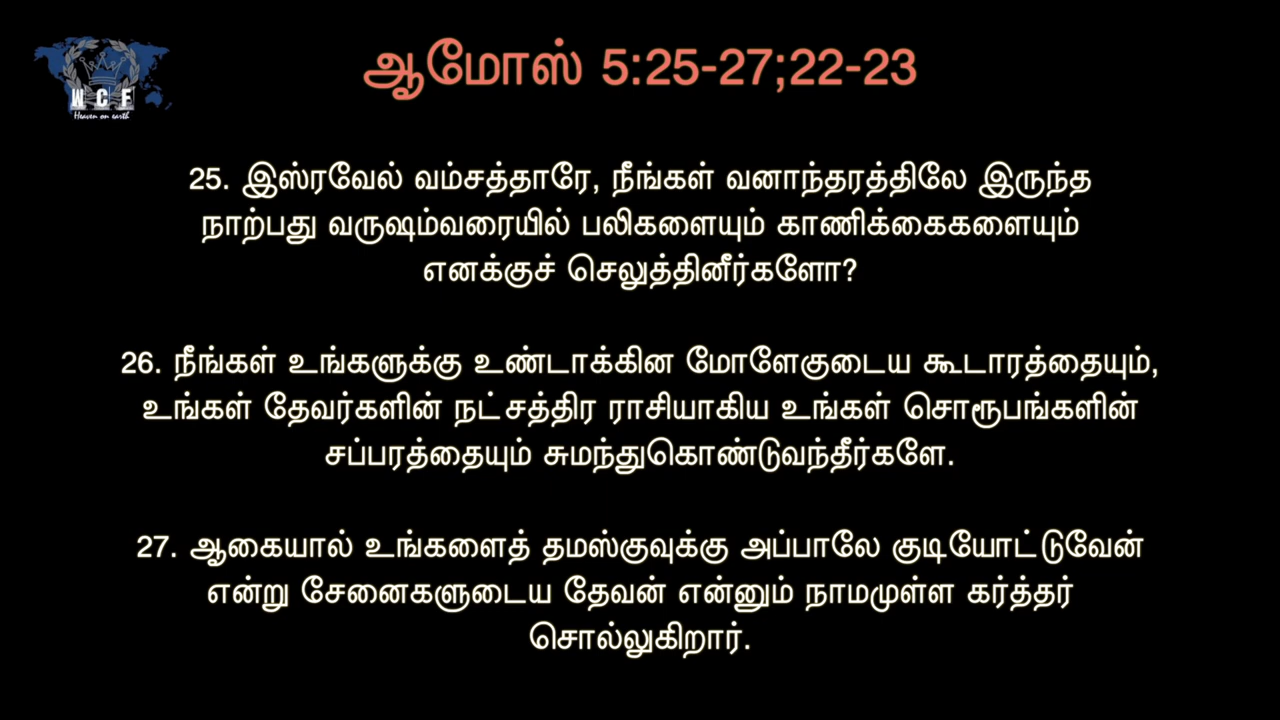 W C F
Heaven on earth
ஆமோஸ் 5:25-27;22-23
25. இஸ்ரவேல் வம்சத்தாரே, நீங்கள் வனாந்தரத்திலே இருந்த
நாற்பது வருஷம்வரையில் பலிகளையும் காணிக்கைகளையும்
எனக்குச் செலுத்தினீர்களோ?
26. நீங்கள் உங்களுக்கு உண்டாக்கின மோளேகுடைய கூடாரத்தையும்,
உங்கள் தேவர்களின் நட்சத்திர ராசியாகிய உங்கள் சொரூபங்களின்
சப்பரத்தையும் சுமந்துகொண்டுவந்தீர்களே.
27. ஆகையால் உங்களைத் தமஸ்குவுக்கு அப்பாலே குடியோட்டுவேன்
என்று சேனைகளுடைய தேவன் என்னும் நாமமுள்ள கர்த்தர்
சொல்லுகிறார்.